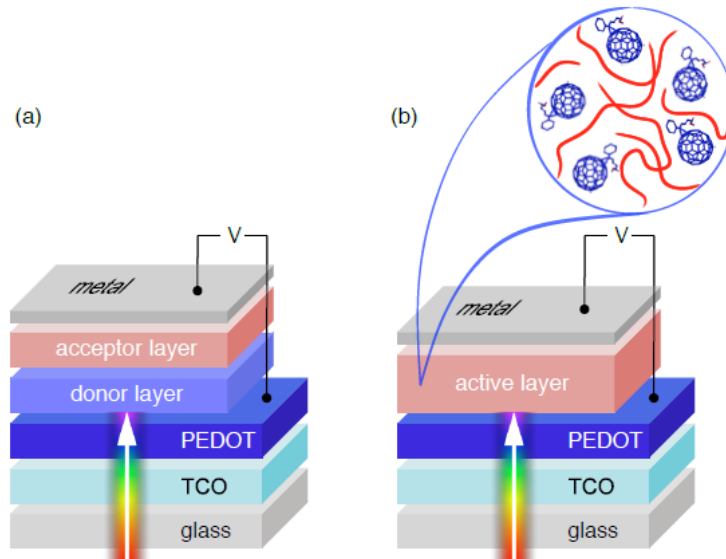 (a)
V
metal
acceptor layer
donor layer
PEDOT
TCO
glass
(b)
V
metal
active layer
PEDOT
TCO
glass